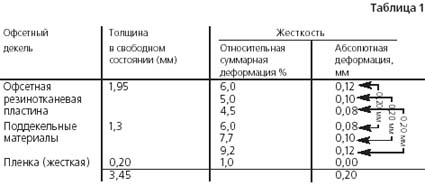 Таблица 1
Офсетный декель
Толщина в свободном состоянии (мм)
Жесткость
Относительная суммарная деформация %
Абсолютная деформация, мм
Офсетная резинотканевая пластина
1,95
6,0 0,12
5,0 0,10
4,5 0,08
Поддекельные материалы
1,3
6,0 0,08
7,7 0,10
9,2 0,12
Пленка (жесткая) 0,20 1,0 0,00
3,45 0,20
0,20 мм
0,20 мм
0,20 мм